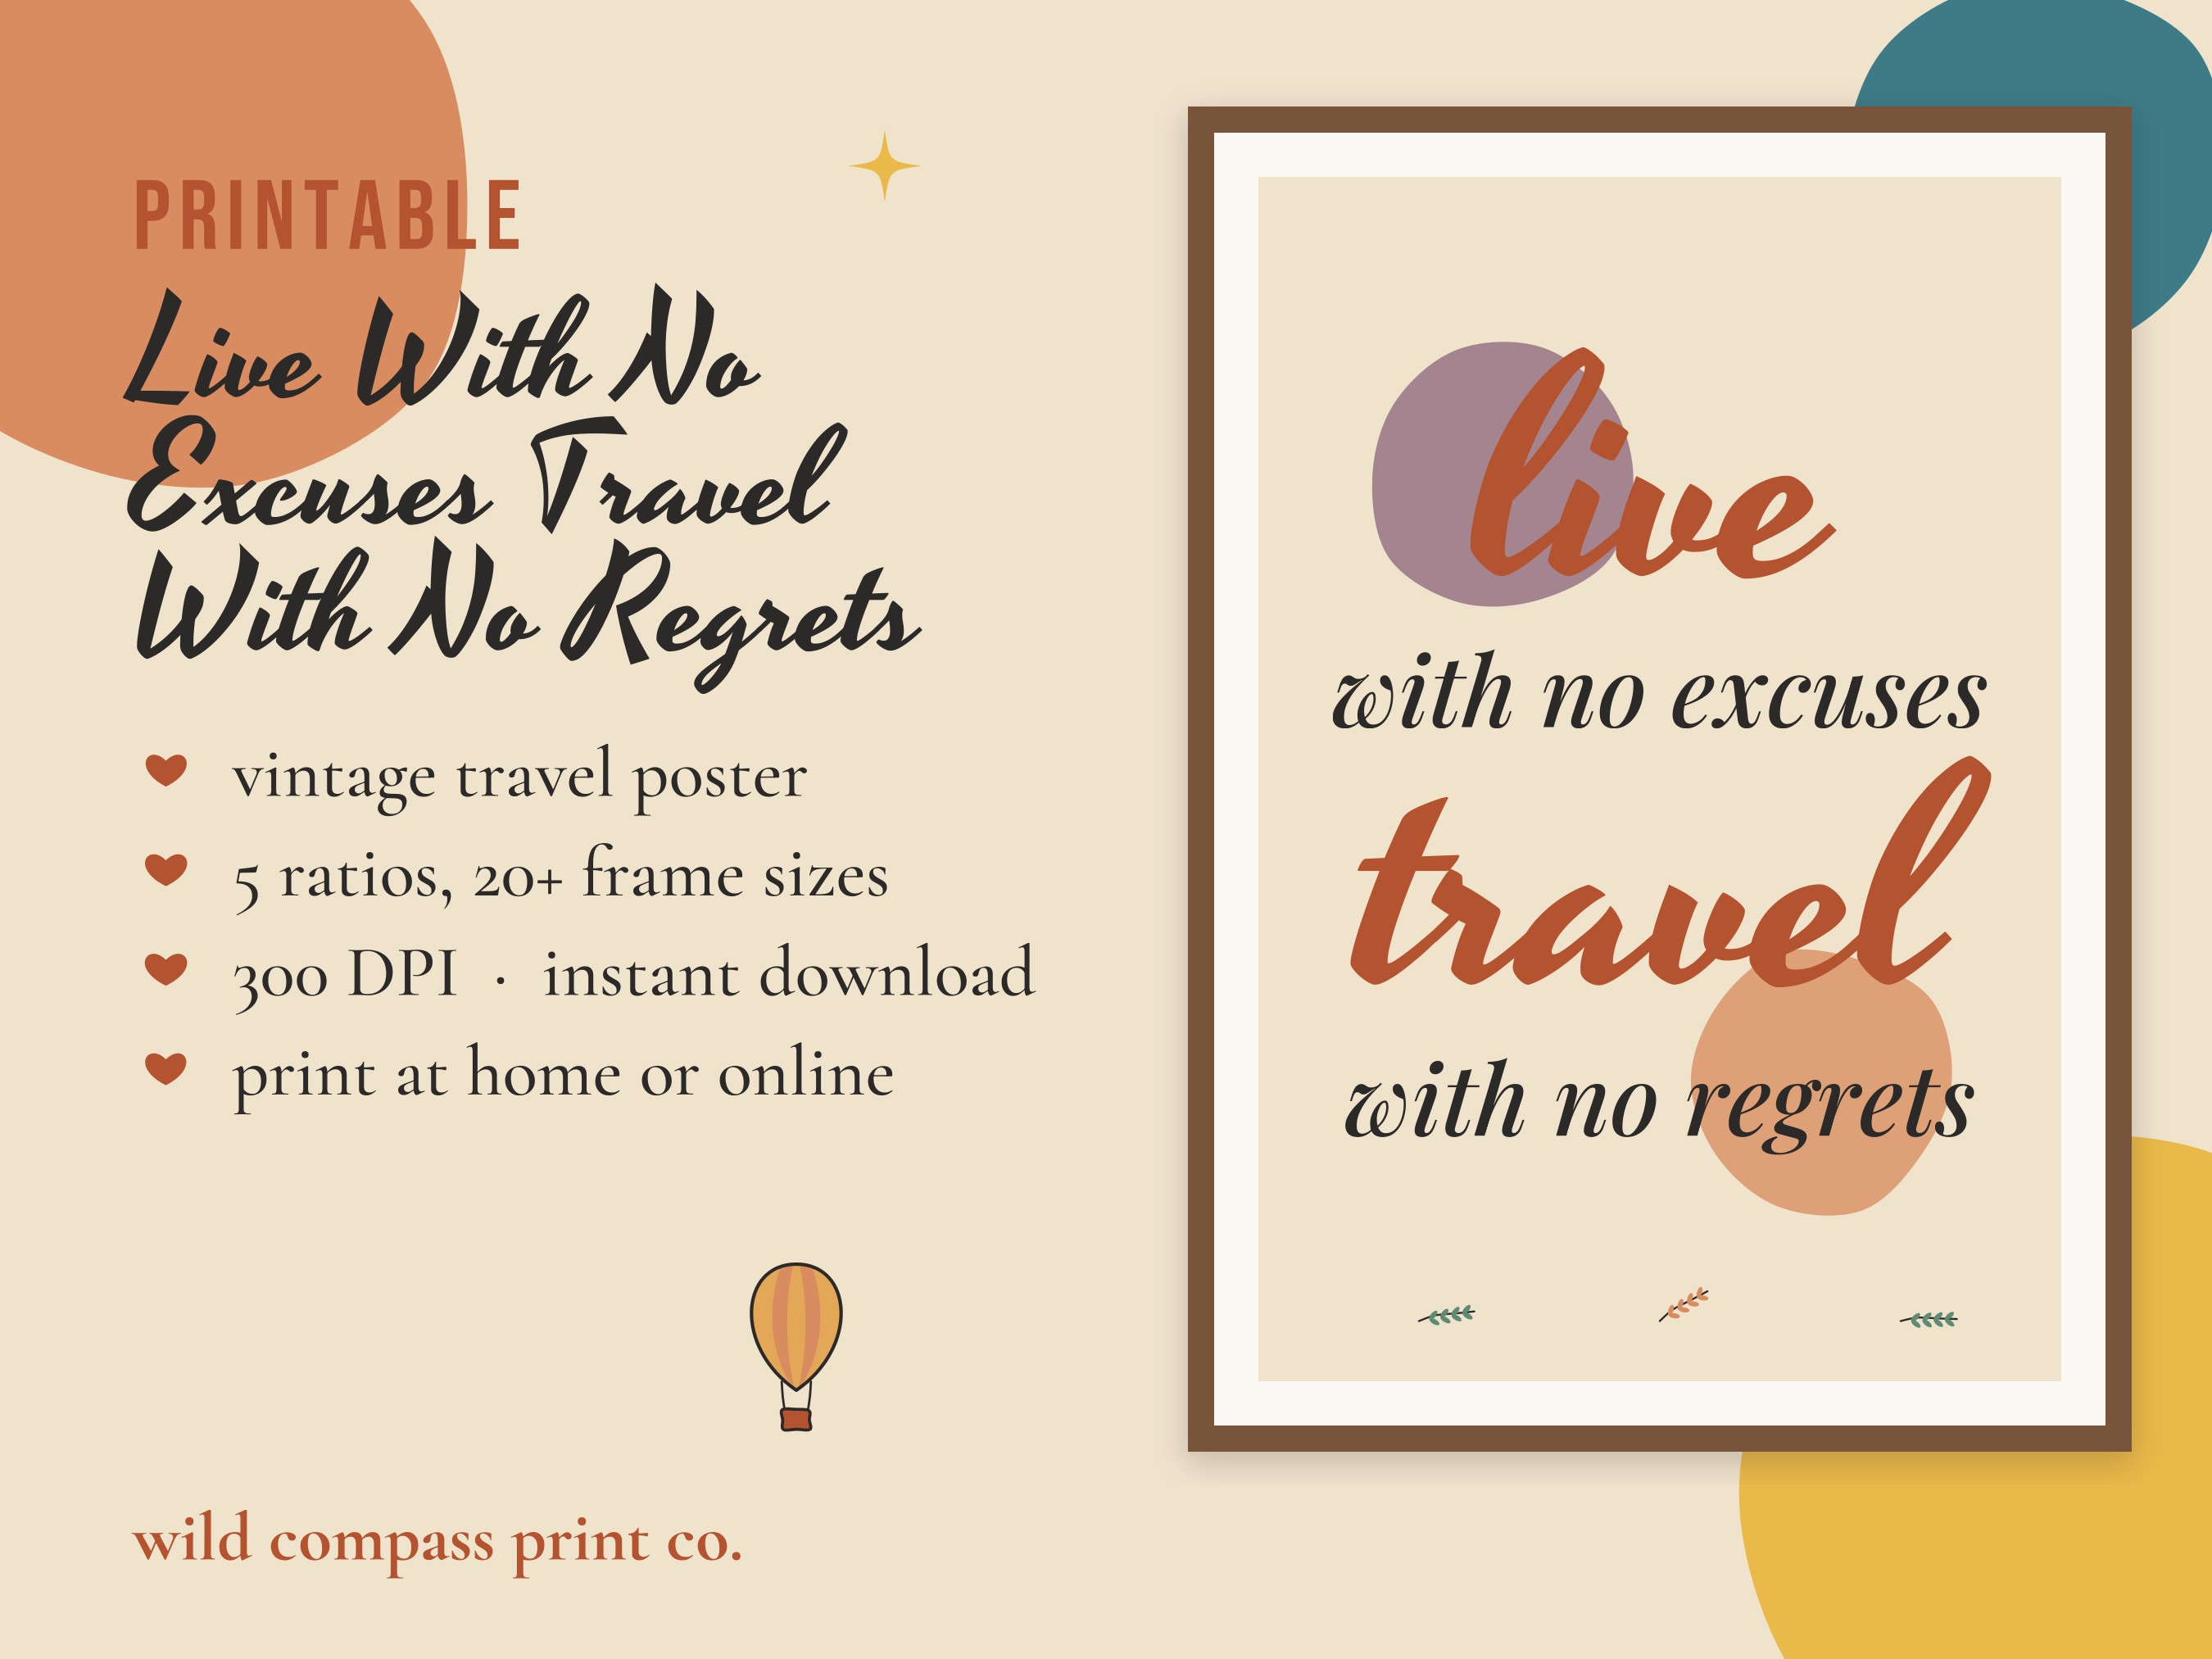 PRINTABLE
Live With No
Excuses Travel
With No Regrets
vintage travel poster
5 ratios, 20+ frame sizes
300 DPI · instant download
print at home or online
wild compass print co.
live
with no excuses
travel
with no regrets